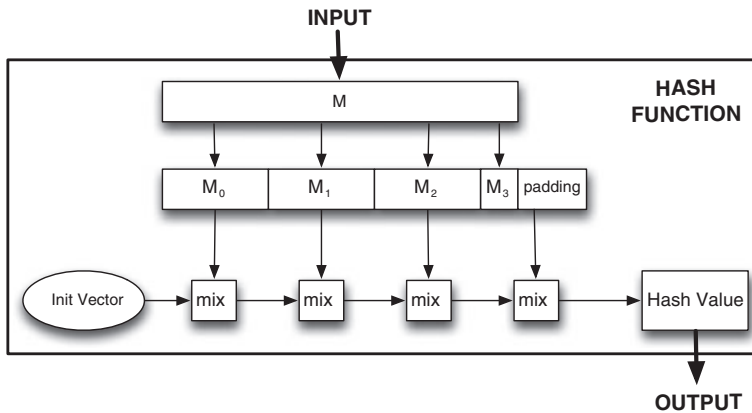 INPUT
HASH
FUNCTION
M
M0 M1 M2 M3 padding
Init Vector mix mix mix mix Hash Value
OUTPUT